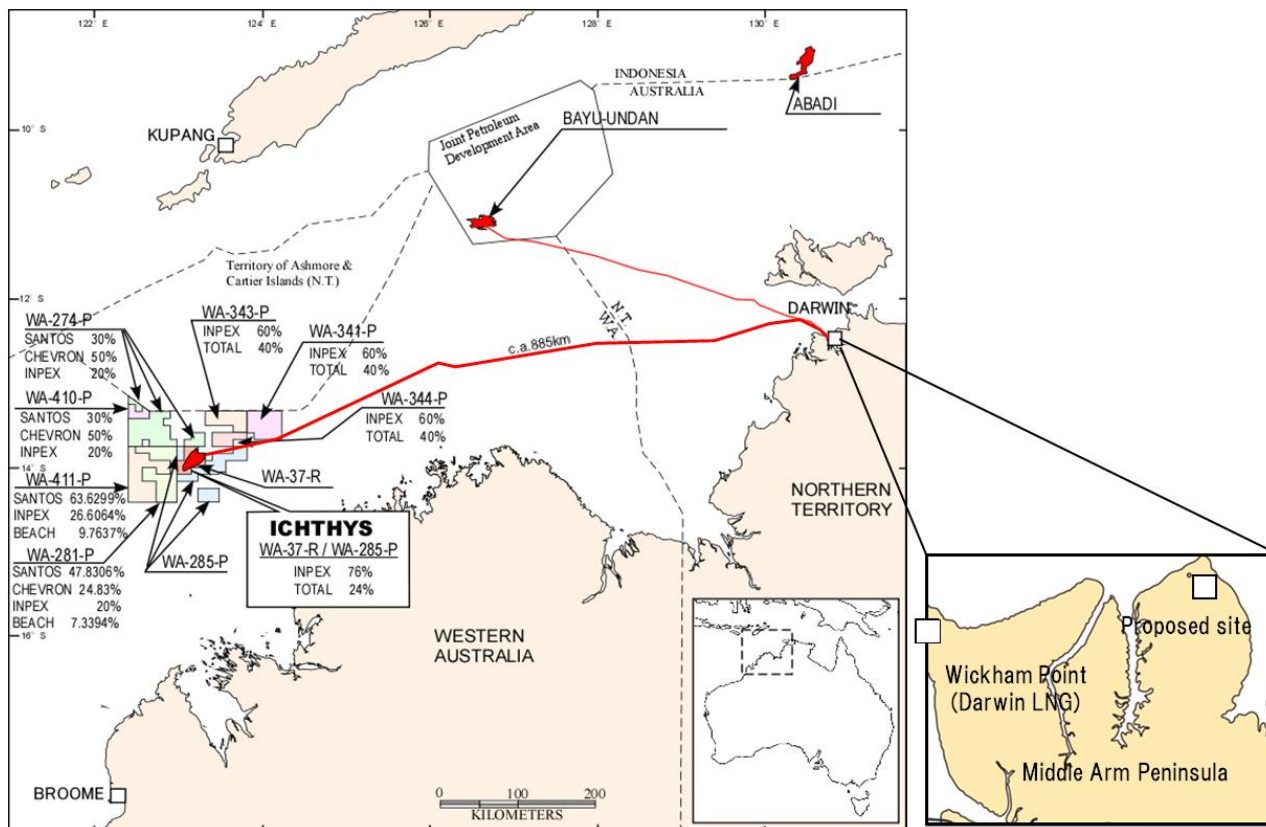 122 ° E
124 ° E
126 ° E
128 ° E
130 ° E
INDONESIA
AUSTRALIA
ABADI
BAYU-UNDAN
Joint Petroleum
Development Area
10 ° S
KUPANG
Territory of Ashmore &
Cartier Islands (N.T.)
12 ° S
N.T.
WA
DARWIN
c.a.885km
WA-274-P
SANTOS 30%
CHEVRON 50%
INPEX 20%
WA-343-P
INPEX 60%
TOTAL 40%
WA-341-P
INPEX 60%
TOTAL 40%
WA-410-P
SANTOS 30%
CHEVRON 50%
INPEX 20%
WA-344-P
INPEX 60%
TOTAL 40%
14 ° S
WA-37-R
WA-411-P
SANTOS 63.6299%
INPEX 26.6064%
BEACH 9.7637%
WA-281-P
SANTOS 47.8306%
CHEVRON 24.83%
INPEX 20%
BEACH 7.3394%
WA-285-P
ICHTHYS
WA-37-R / WA-285-P
INPEX 76%
TOTAL 24%
NORTHERN
TERRITORY
16 ° S
WESTERN
AUSTRALIA
BROOME
0 100 200
KILOMETERS
Proposed site
Wickham Point
(Darwin LNG)
Middle Arm Peninsula